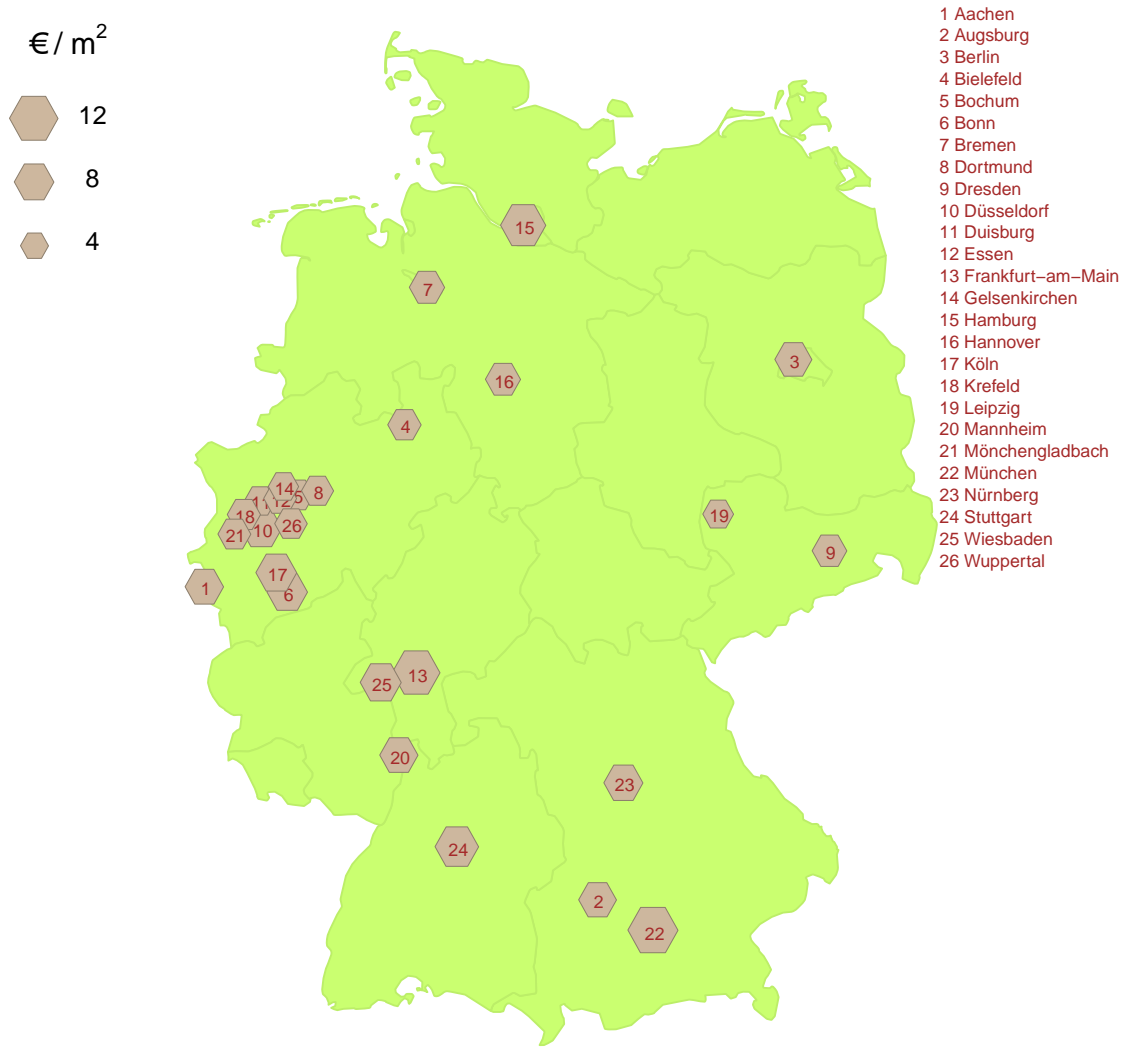 € / m²
12
8
4
1 Aachen
2 Augsburg
3 Berlin
4 Bielefeld
5 Bochum
6 Bonn
7 Bremen
8 Dortmund
9 Dresden
10 Düsseldorf
11 Duisburg
12 Essen
13 Frankfurt−am−Main
14 Gelsenkirchen
15 Hamburg
16 Hannover
17 Köln
18 Krefeld
19 Leipzig
20 Mannheim
21 Mönchengladbach
22 München
23 Nürnberg
24 Stuttgart
25 Wiesbaden
26 Wuppertal
15
7
3
16
4
14
8
11
12
5
18
19
26
10
21
9
17
1
6
13
25
20
23
24
2
22